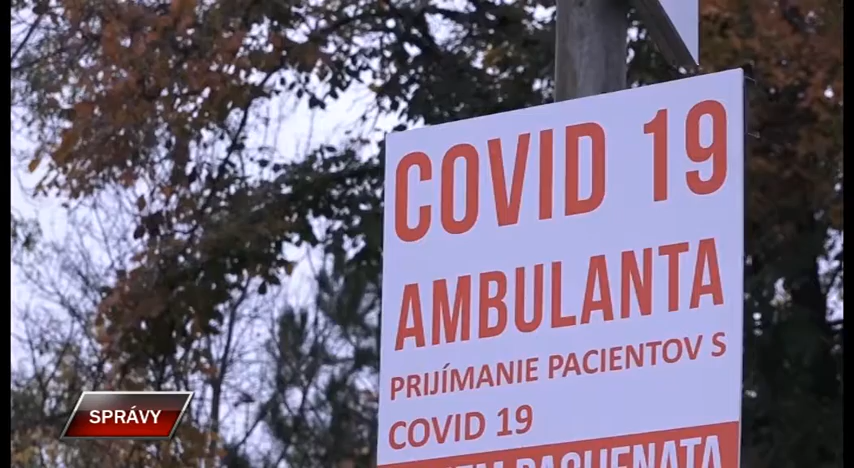 COVID 19
AMBULANTA
PRIJÍMANIE PACIENTOV S
COVID 19
SPRÁVY